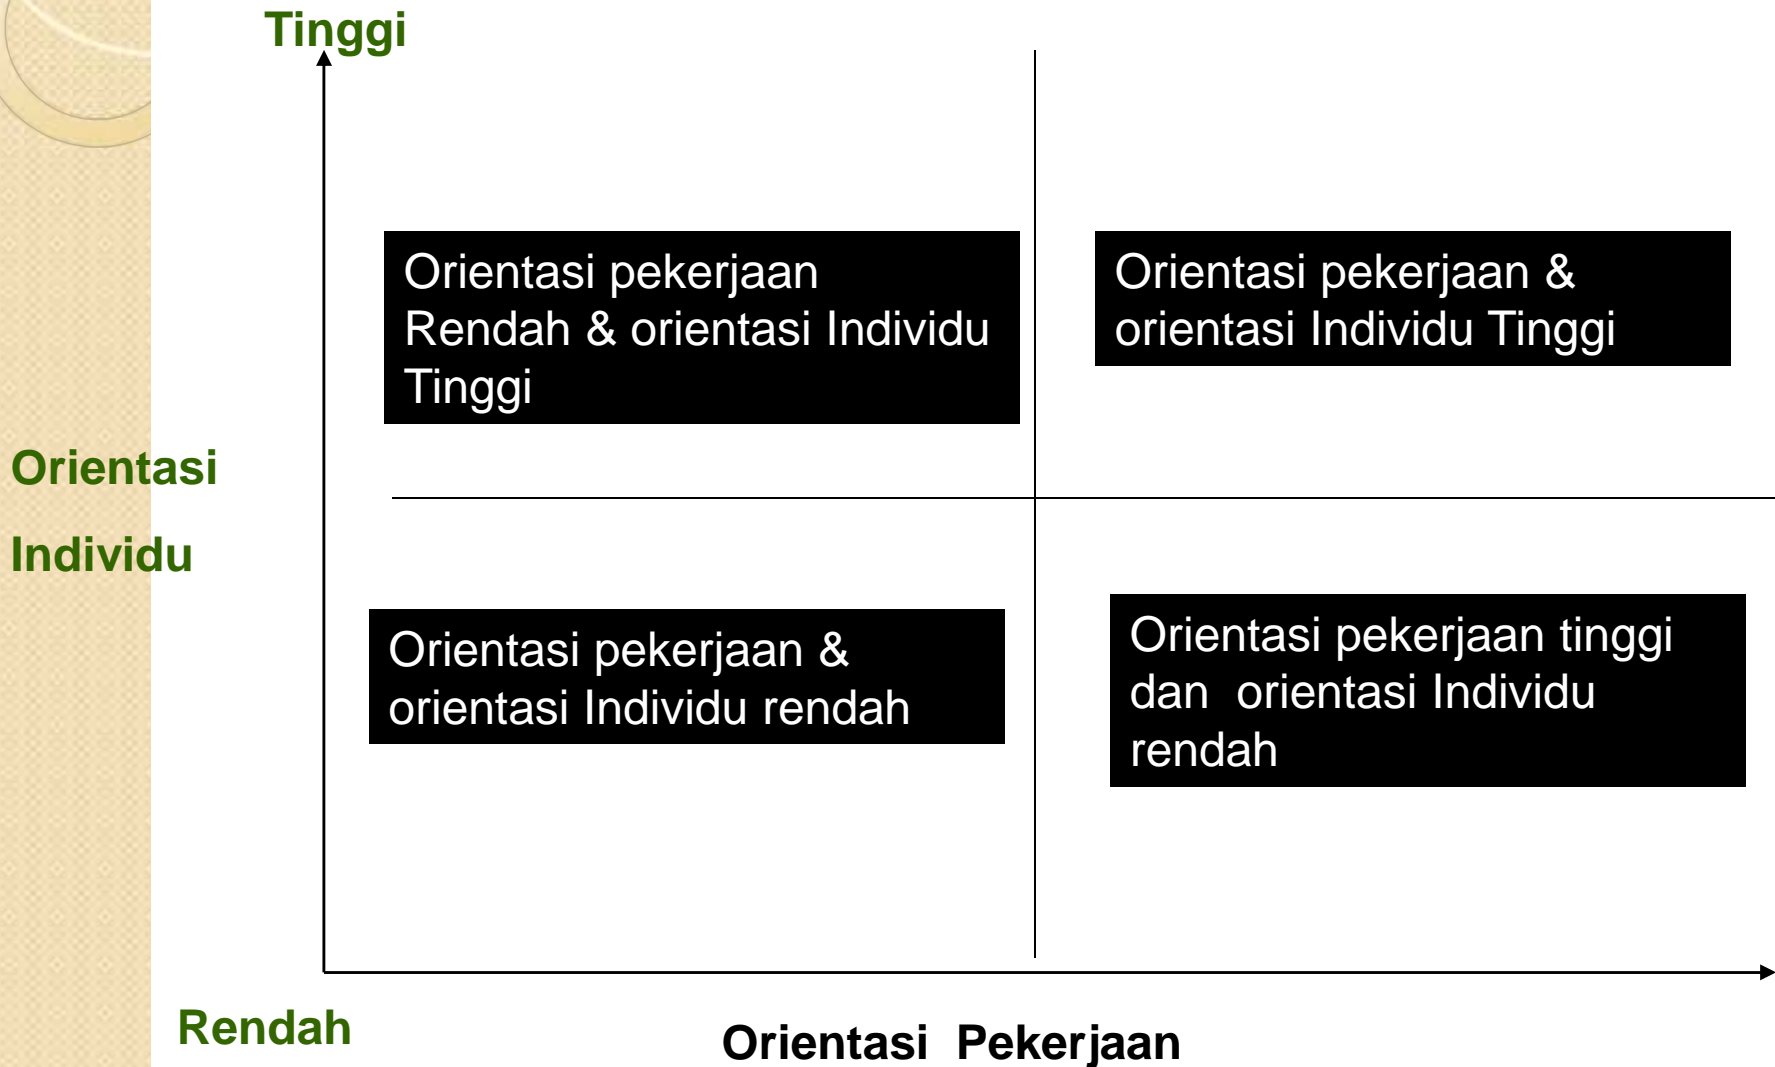 Tinggi
Orientasi pekerjaan
Rendah & orientasi Individu
Tinggi
Orientasi pekerjaan &
orientasi Individu Tinggi
Orientasi
Individu
Orientasi pekerjaan &
orientasi Individu rendah
Orientasi pekerjaan tinggi
dan  orientasi Individu
rendah
Rendah
Orientasi  Pekerjaan